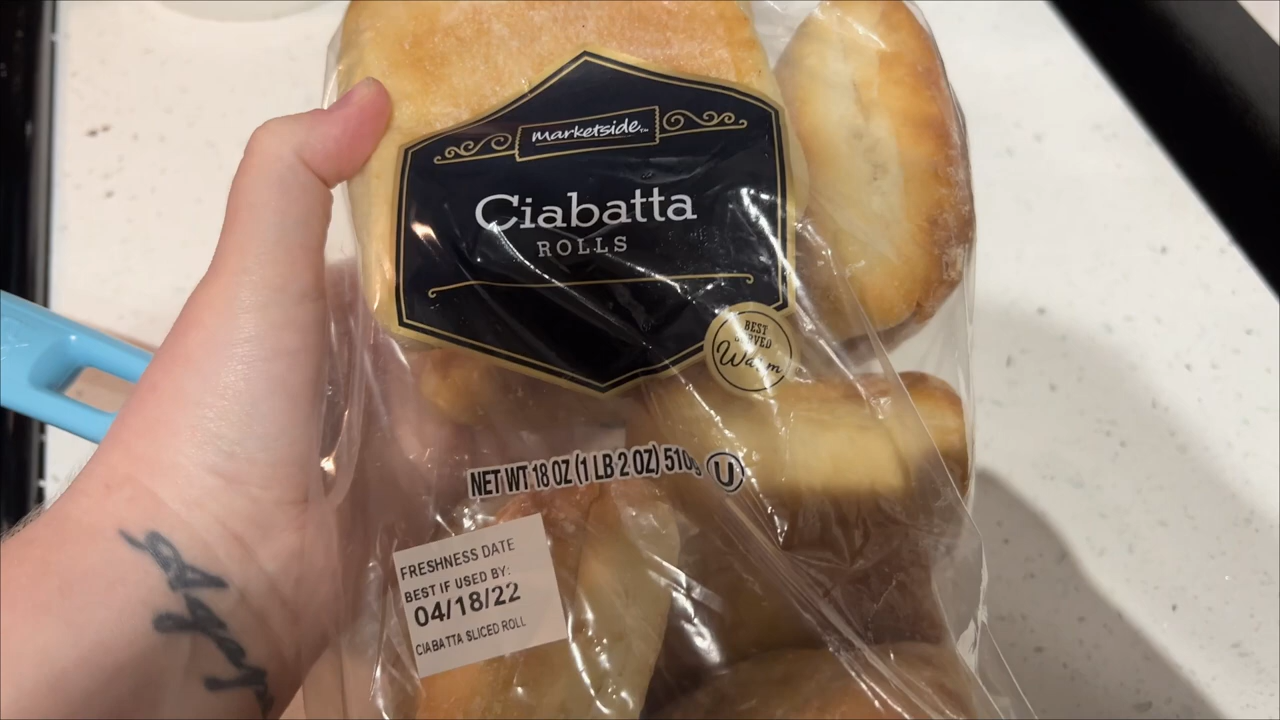 marketside™
Ciabatta
ROLLS
BEST
SERVED
Warm
NET WT 18 OZ (1 LB 2 OZ) 510g U
FRESHNESS DATE
BEST IF USED BY:
04/18/22
CIABATTA SLICED ROLL